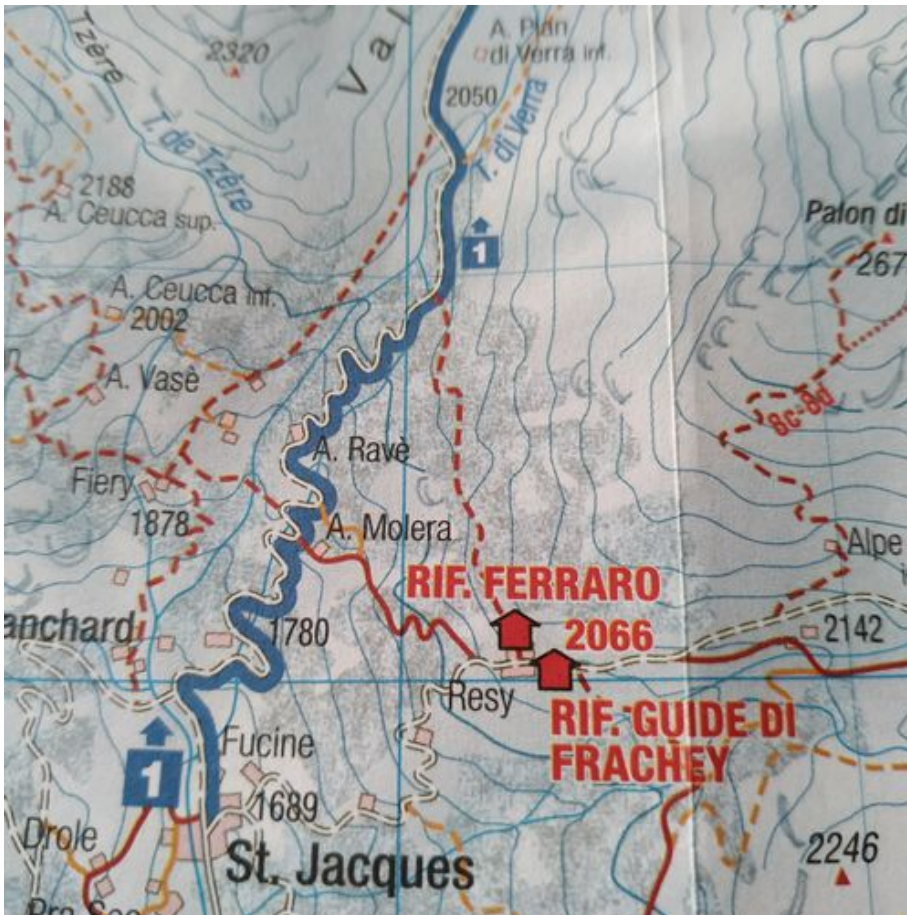 Tzère
2320
Val
A. Pian
di Verra inf.
2050
T. de Tzère
T. di Verra
2188
A. Ceucca sup.
1
Palon di
267
A. Ceucca inf.
2002
A. Vasè
8c-8d
A. Ravè
Fiery
1878
A. Molera
Alpe
RIF. FERRARO
2066
anchard
1780
2142
Resy
RIF. GUIDE DI
FRACHEY
Fucine
1
1689
Drole
St. Jacques
2246